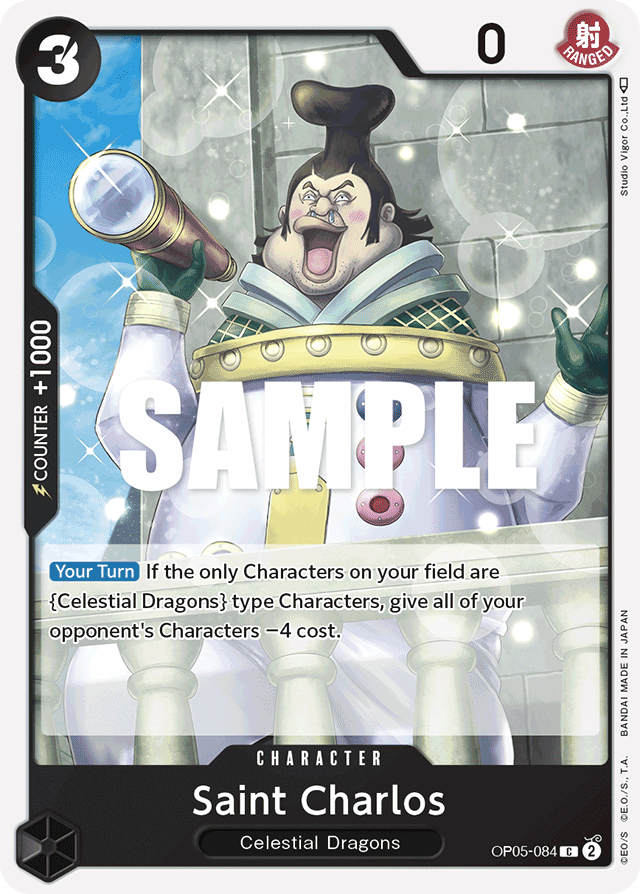 3
0
射
RANGED
Studio Vigor Co.,Ltd
COUNTER +1000
SAMPLE
Your Turn If the only Characters on your field are
{Celestial Dragons} type Characters, give all of your
opponent's Characters −4 cost.
CHARACTER
Saint Charlos
Celestial Dragons
OP05-084 C 2
©EO/S ©E.O./S., T.A. BANDAI MADE IN JAPAN